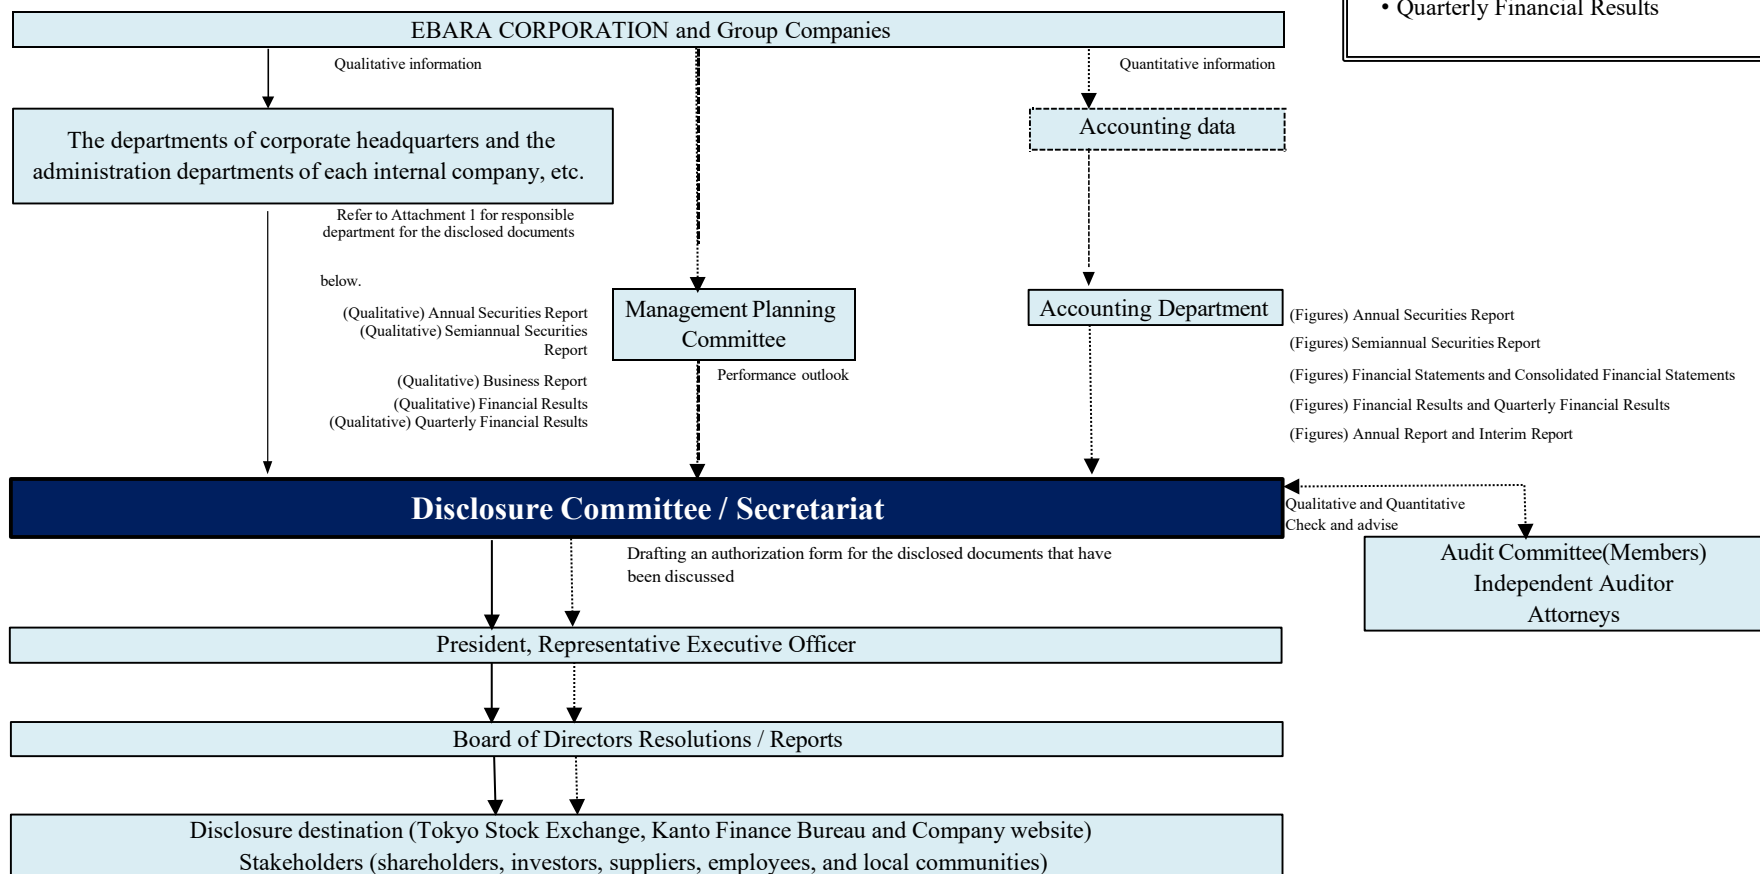 • Quarterly Financial Results
EBARA CORPORATION and Group Companies
Qualitative information
Quantitative information
The departments of corporate headquarters and the
administration departments of each internal company, etc.
Accounting data
Refer to Attachment 1 for responsible
department for the disclosed documents
below.
(Qualitative) Annual Securities Report
(Qualitative) Semiannual Securities
Report
(Qualitative) Business Report
(Qualitative) Financial Results
(Qualitative) Quarterly Financial Results
Management Planning
Committee
Performance outlook
Accounting Department
(Figures) Annual Securities Report
(Figures) Semiannual Securities Report
(Figures) Financial Statements and Consolidated Financial Statements
(Figures) Financial Results and Quarterly Financial Results
(Figures) Annual Report and Interim Report
Disclosure Committee / Secretariat
Qualitative and Quantitative
Check and advise
Audit Committee(Members)
Independent Auditor
Attorneys
Drafting an authorization form for the disclosed documents that have
been discussed
President, Representative Executive Officer
Board of Directors Resolutions / Reports
Disclosure destination (Tokyo Stock Exchange, Kanto Finance Bureau and Company website)
Stakeholders (shareholders, investors, suppliers, employees, and local communities)